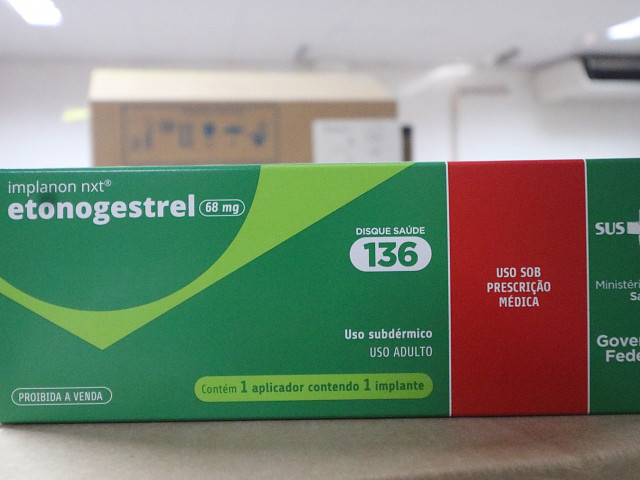 implanon nxt®
etonogestrel 68 mg
DISQUE SAÚDE
136
Uso subdérmico
USO ADULTO
Contém 1 aplicador contendo 1 implante
PROIBIDA A VENDA
USO SOB
PRESCRIÇÃO
MÉDICA
SUS